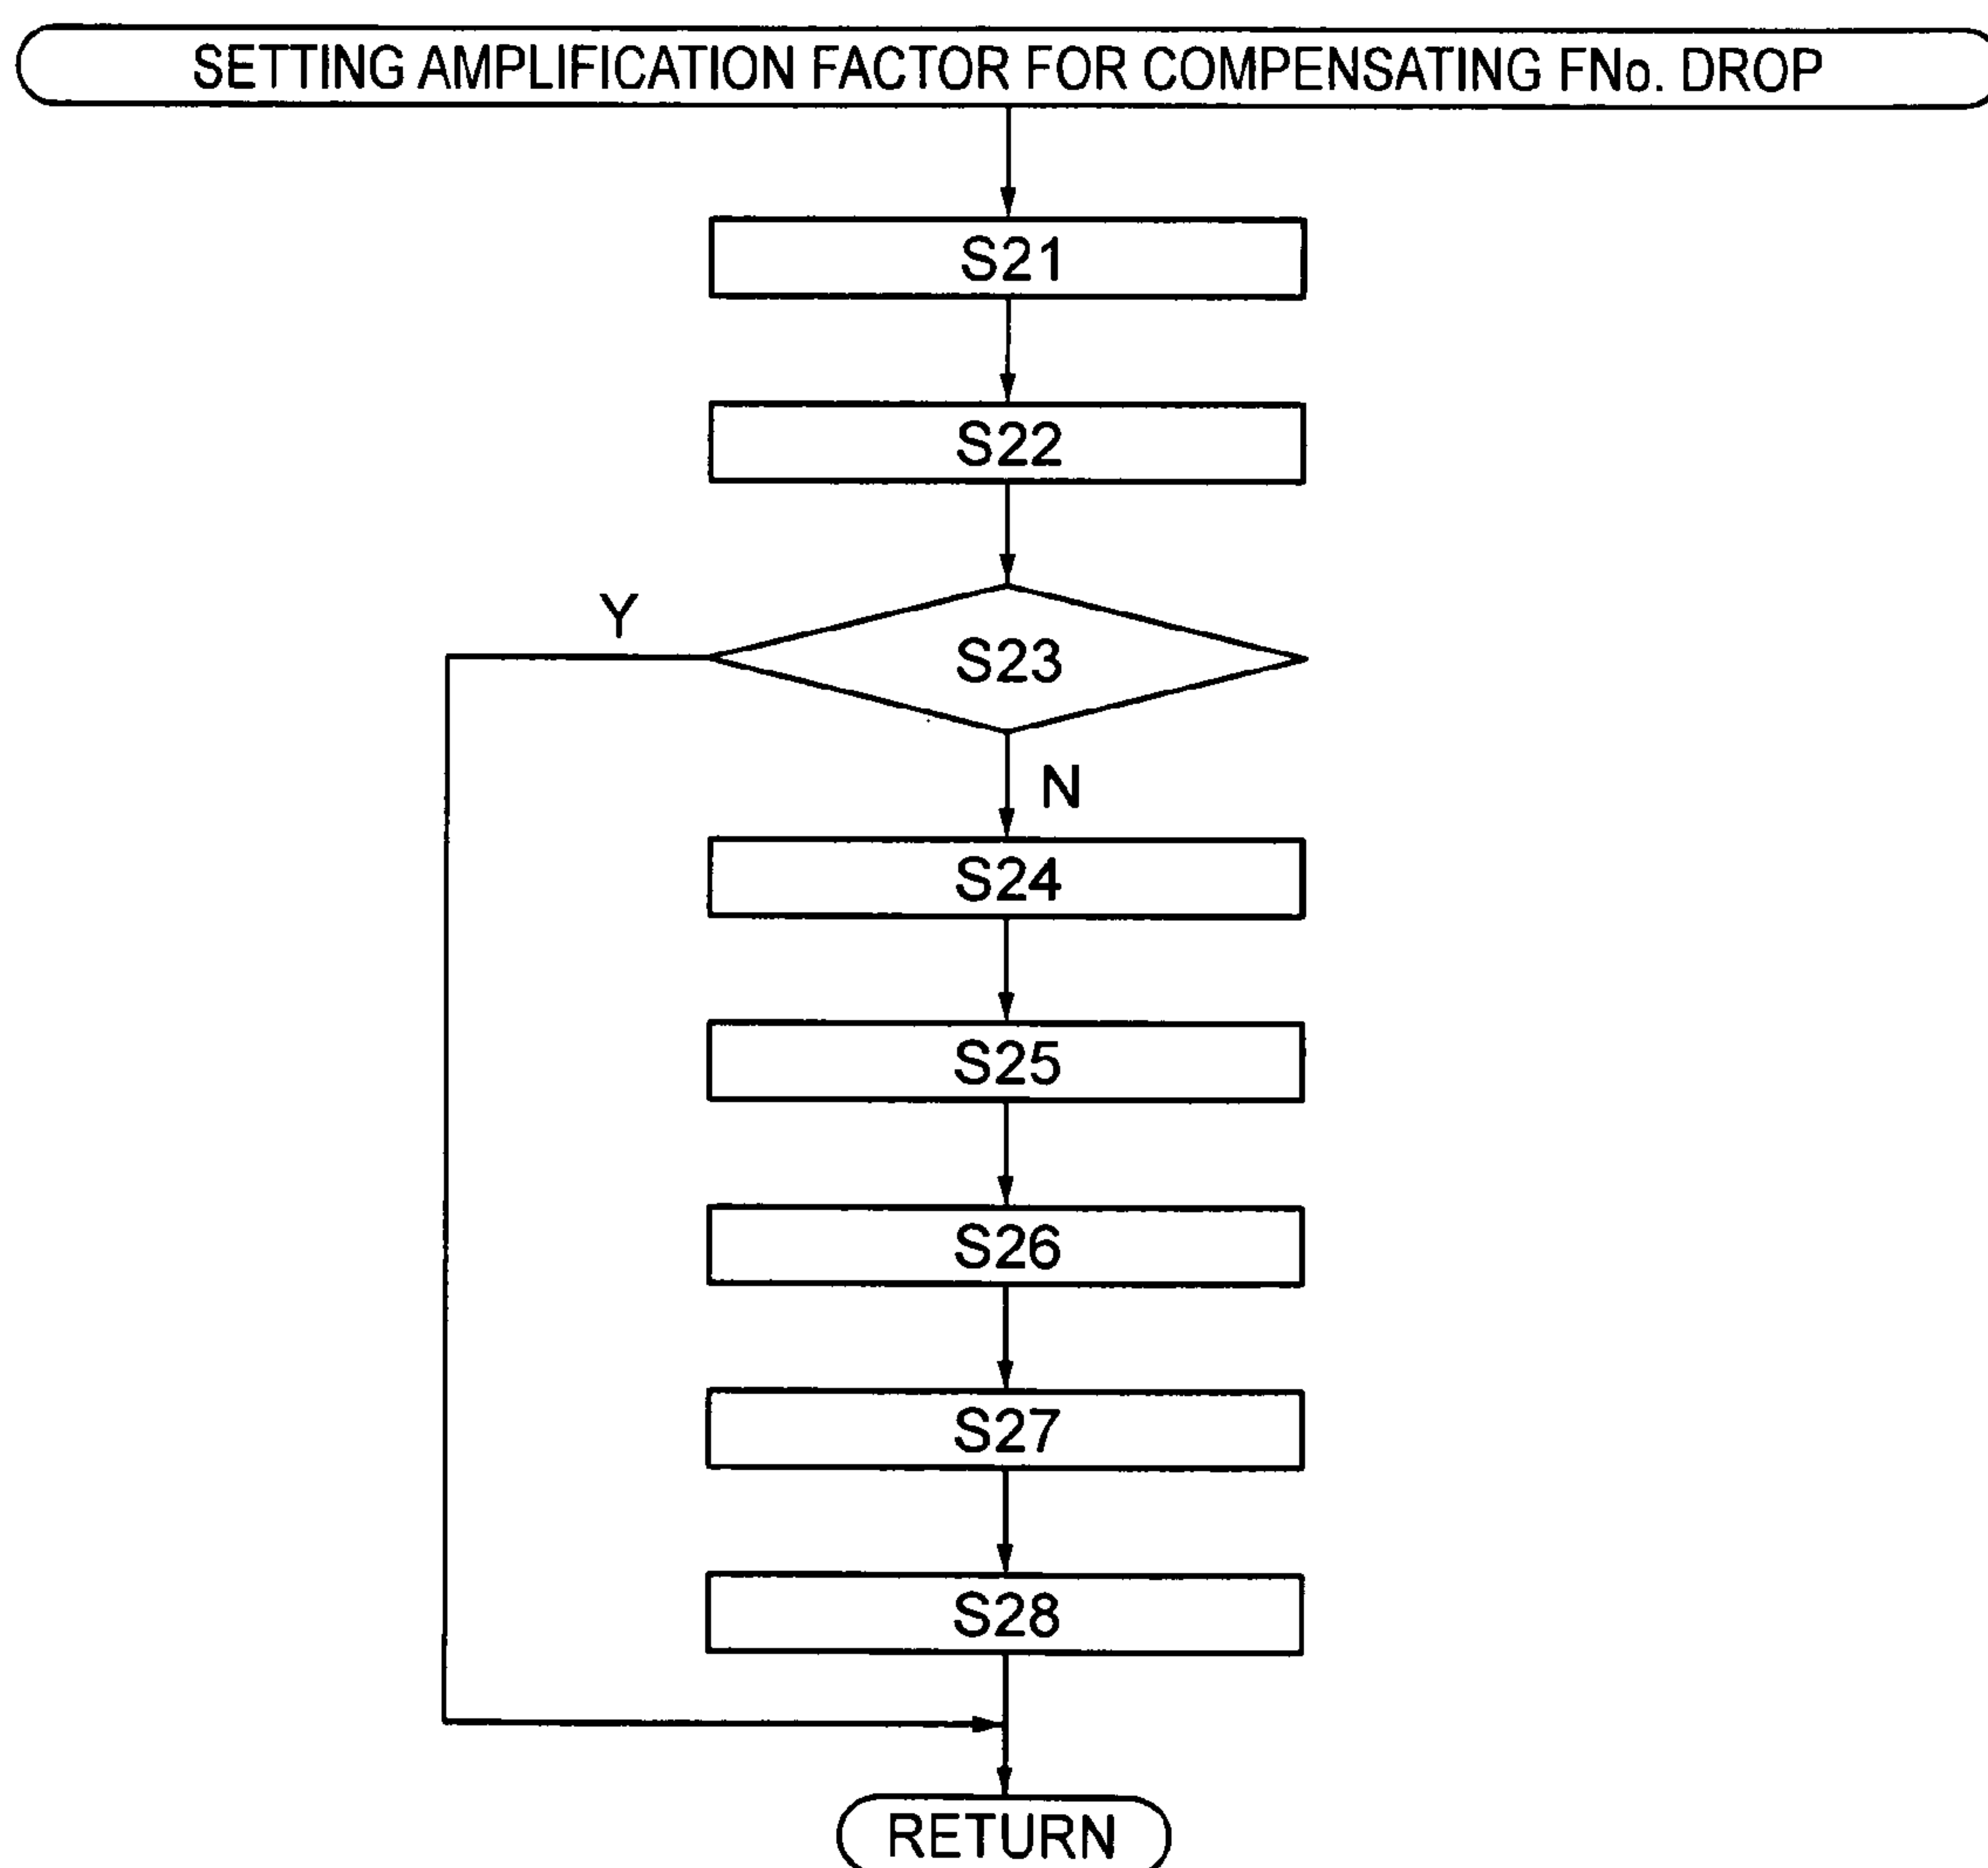 SETTING AMPLIFICATION FACTOR FOR COMPENSATING FNo. DROP
S21
S22
Y
S23
N
S24
S25
S26
S27
S28
RETURN